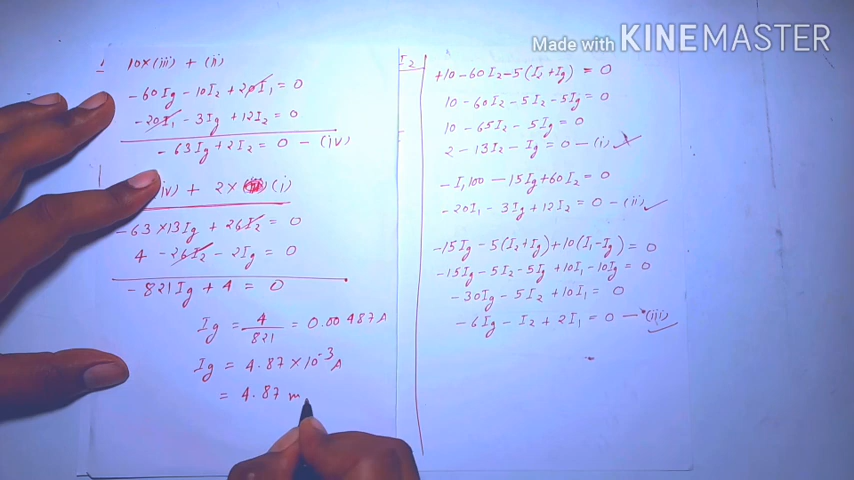 Made with KINEMASTER
10×(iii) + (ii)
-60Ig -10I2 +20I1 = 0
-20I1 -3Ig +12I2 = 0
-63Ig +2I2 = 0 — (iv)
iv) + 2× (i)
-63×13Ig + 26I2 = 0
4 -26I2 -2Ig = 0
-821Ig + 4 = 0
Ig = 4/821 = 0.00487A
Ig = 4.87 × 10^-3 A
= 4.87 m
I2
+10-60I2-5(I2+Ig) = 0
10-60I2-5I2-5Ig = 0
10-65I2-5Ig = 0
2-13I2-Ig = 0 — (i)
-I1100 -15Ig+60I2 = 0
-20I1 -3Ig +12I2 = 0 — (ii)
-15Ig -5(I2+Ig)+10(I1-Ig) = 0
-15Ig -5I2 -5Ig +10I1 -10Ig = 0
-30Ig -5I2 +10I1 = 0
-6Ig -I2 + 2I1 = 0 — (iii)